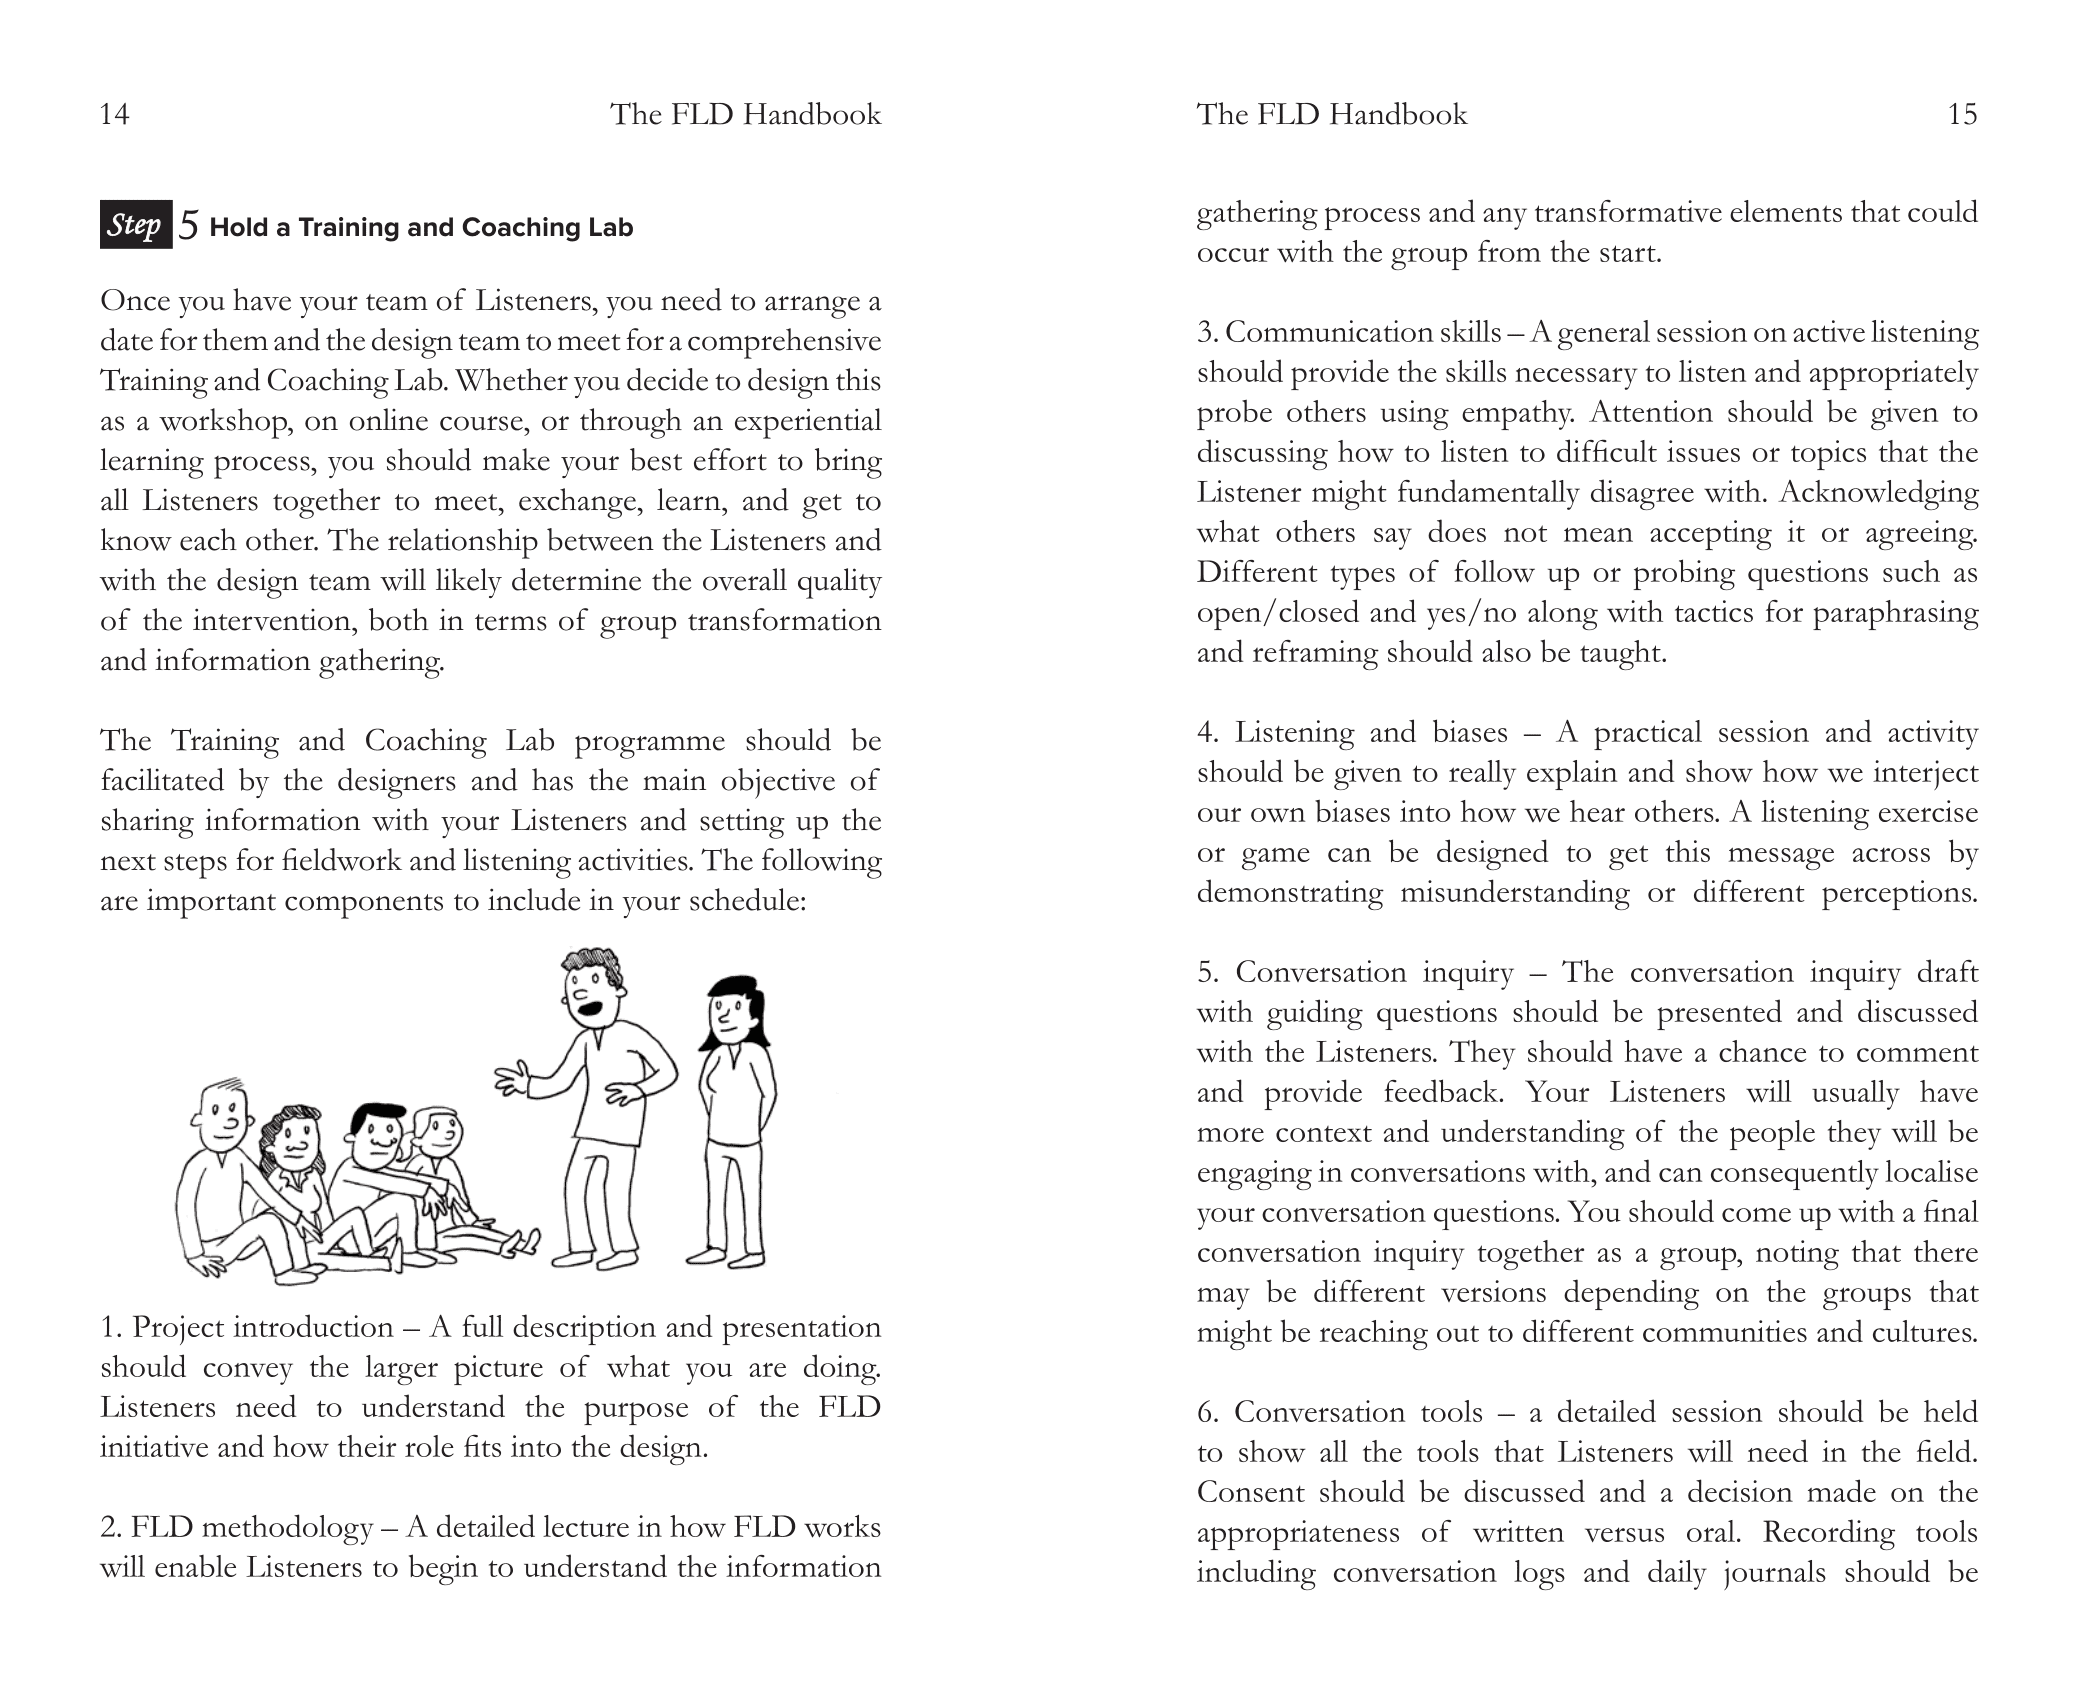 14
The FLD Handbook
Step 5 Hold a Training and Coaching Lab
Once you have your team of Listeners, you need to arrange a
date for them and the design team to meet for a comprehensive
Training and Coaching Lab. Whether you decide to design this
as a workshop, on online course, or through an experiential
learning process, you should make your best effort to bring
all Listeners together to meet, exchange, learn, and get to
know each other. The relationship between the Listeners and
with the design team will likely determine the overall quality
of the intervention, both in terms of group transformation
and information gathering.
The Training and Coaching Lab programme should be
facilitated by the designers and has the main objective of
sharing information with your Listeners and setting up the
next steps for fieldwork and listening activities. The following
are important components to include in your schedule:
1. Project introduction – A full description and presentation
should convey the larger picture of what you are doing.
Listeners need to understand the purpose of the FLD
initiative and how their role fits into the design.
2. FLD methodology – A detailed lecture in how FLD works
will enable Listeners to begin to understand the information
The FLD Handbook
15
gathering process and any transformative elements that could
occur with the group from the start.
3. Communication skills – A general session on active listening
should provide the skills necessary to listen and appropriately
probe others using empathy. Attention should be given to
discussing how to listen to difficult issues or topics that the
Listener might fundamentally disagree with. Acknowledging
what others say does not mean accepting it or agreeing.
Different types of follow up or probing questions such as
open/closed and yes/no along with tactics for paraphrasing
and reframing should also be taught.
4. Listening and biases – A practical session and activity
should be given to really explain and show how we interject
our own biases into how we hear others. A listening exercise
or game can be designed to get this message across by
demonstrating misunderstanding or different perceptions.
5. Conversation inquiry – The conversation inquiry draft
with guiding questions should be presented and discussed
with the Listeners. They should have a chance to comment
and provide feedback. Your Listeners will usually have
more context and understanding of the people they will be
engaging in conversations with, and can consequently localise
your conversation questions. You should come up with a final
conversation inquiry together as a group, noting that there
may be different versions depending on the groups that
might be reaching out to different communities and cultures.
6. Conversation tools – a detailed session should be held
to show all the tools that Listeners will need in the field.
Consent should be discussed and a decision made on the
appropriateness of written versus oral. Recording tools
including conversation logs and daily journals should be